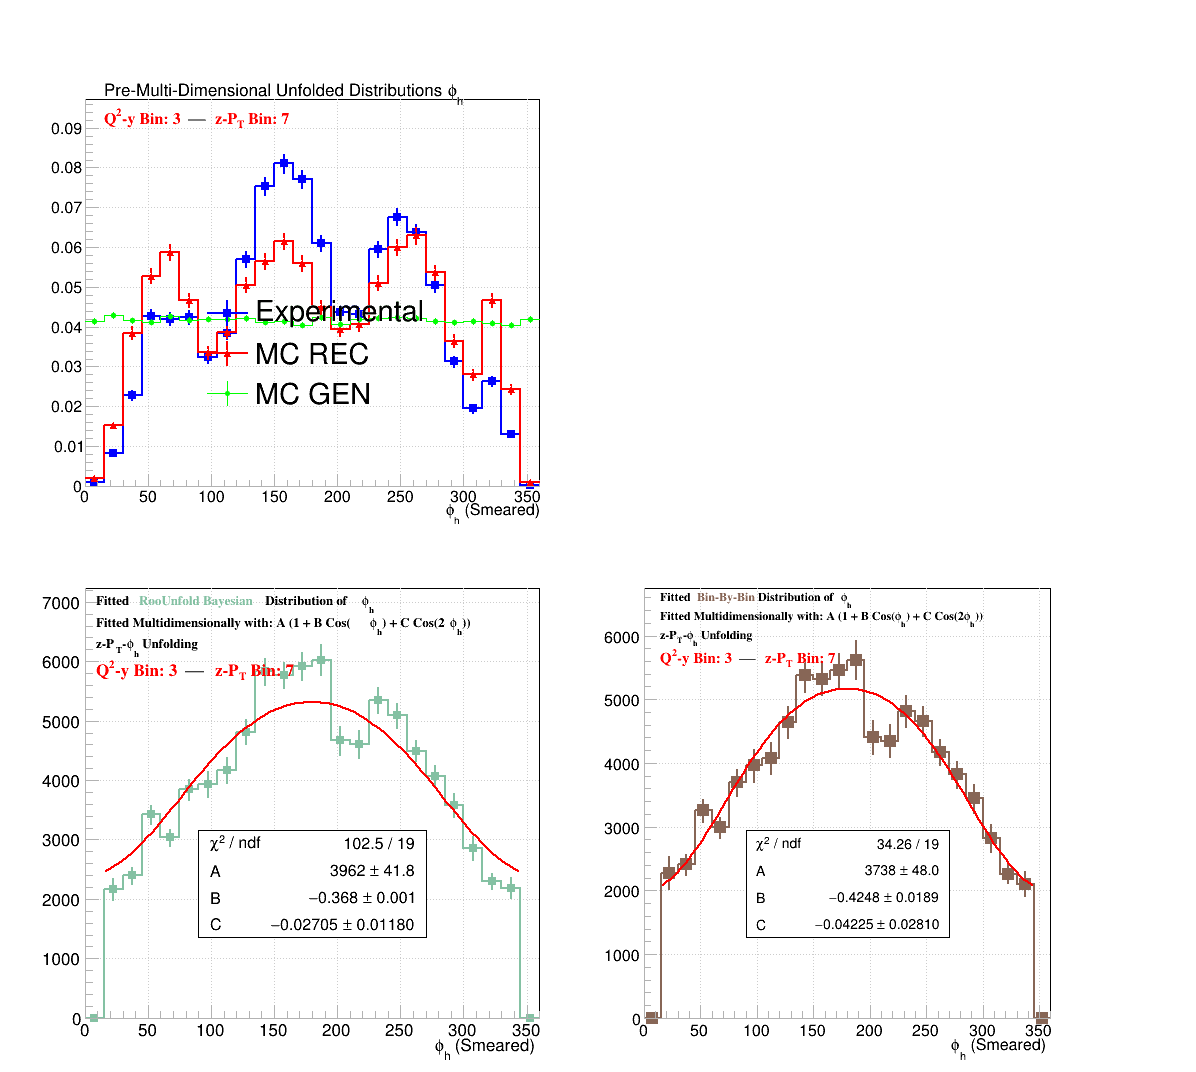 Pre-Multi-Dimensional Unfolded Distributions ϕh
Q²-y Bin: 3 — z-PT Bin: 7
0.09
0.08
0.07
0.06
0.05
0.04
0.03
0.02
0.01
0
Experimental
MC REC
MC GEN
0 50 100 150 200 250 300 350
ϕh (Smeared)
Fitted RooUnfold Bayesian Distribution of ϕh
Fitted Multidimensionally with: A (1 + B Cos( ϕh) + C Cos(2 ϕh))
z-PT-ϕh Unfolding
Q²-y Bin: 3 — z-PT Bin: 7
7000
6000
5000
4000
3000
2000
1000
0
χ² / ndf 102.5 / 19
A 3962 ± 41.8
B −0.368 ± 0.001
C −0.02705 ± 0.01180
0 50 100 150 200 250 300 350
ϕh (Smeared)
Fitted Bin-By-Bin Distribution of ϕh
Fitted Multidimensionally with: A (1 + B Cos(ϕh) + C Cos(2ϕh))
z-PT-ϕh Unfolding
Q²-y Bin: 3 — z-PT Bin: 7
6000
5000
4000
3000
2000
1000
0
χ² / ndf 34.26 / 19
A 3738 ± 48.0
B −0.4248 ± 0.0189
C −0.04225 ± 0.02810
0 50 100 150 200 250 300 350
ϕh (Smeared)